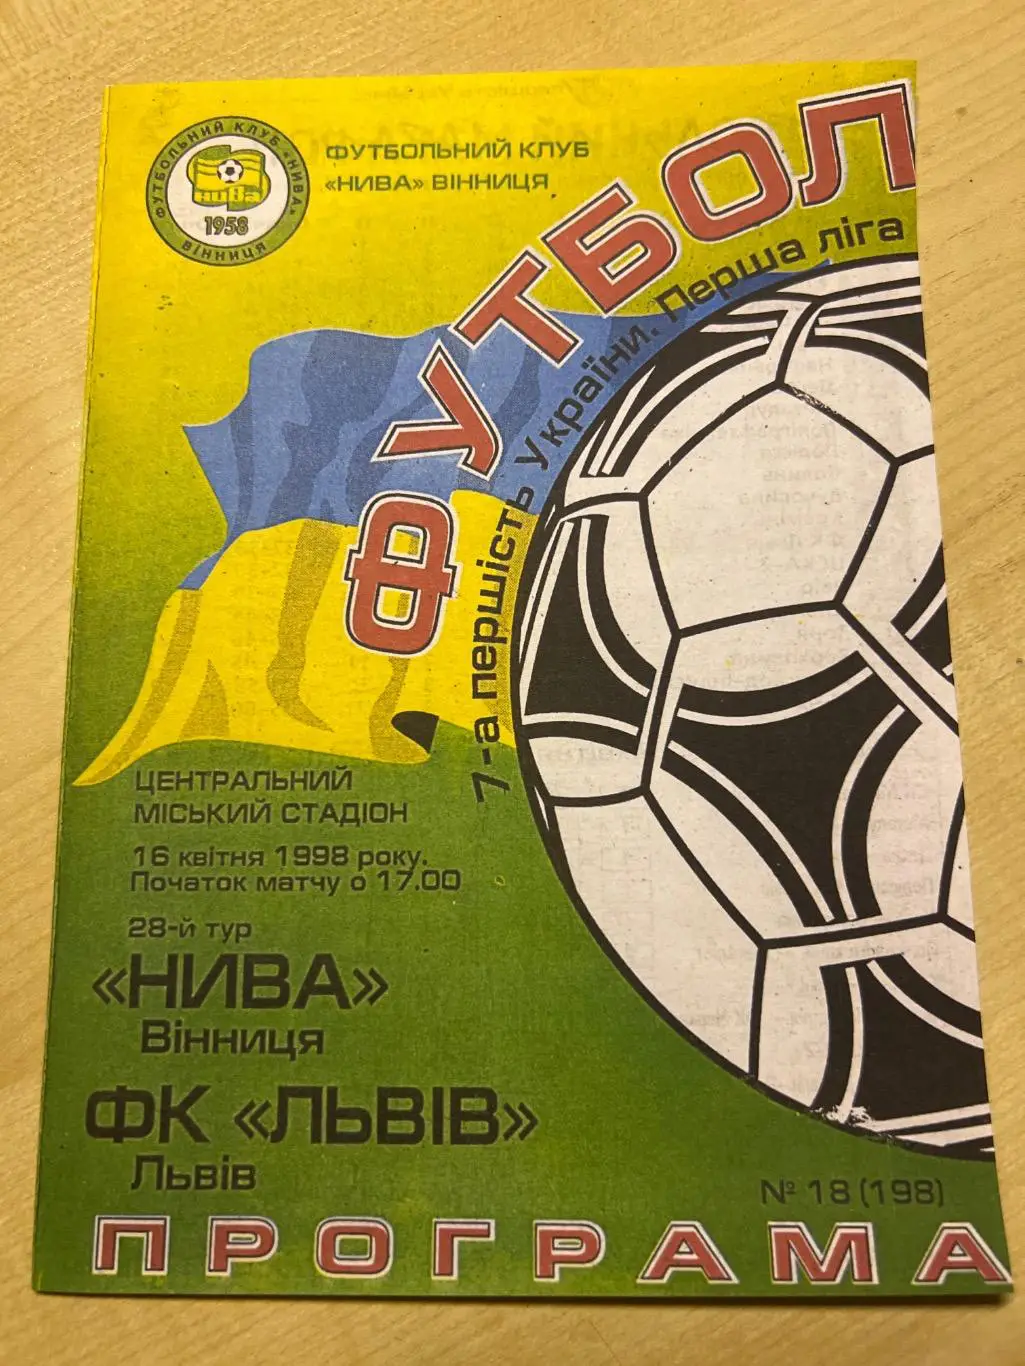 ФУТБОЛЬНИЙ КЛУБ «НИВА»
нива
1958
ВІННИЦЯ
ФУТБОЛЬНИЙ КЛУБ
«НИВА» ВІННИЦЯ
ФУТБОЛ
7-а першість України. Перша ліга
ЦЕНТРАЛЬНИЙ
МІСЬКИЙ СТАДІОН
16 квітня 1998 року.
Початок матчу о 17.00
28-й тур
«НИВА»
Вінниця
ФК «ЛЬВІВ»
Львів
№ 18 (198)
ПРОГРАМА